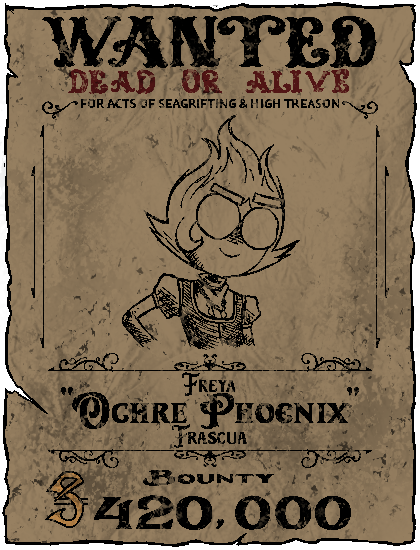 WANTED
DEAD OR ALIVE
FOR ACTS OF SEAGRIFTING & HIGH TREASON
FREYA
"OCHRE PHOENIX"
TRASCUA
BOUNTY
420,000